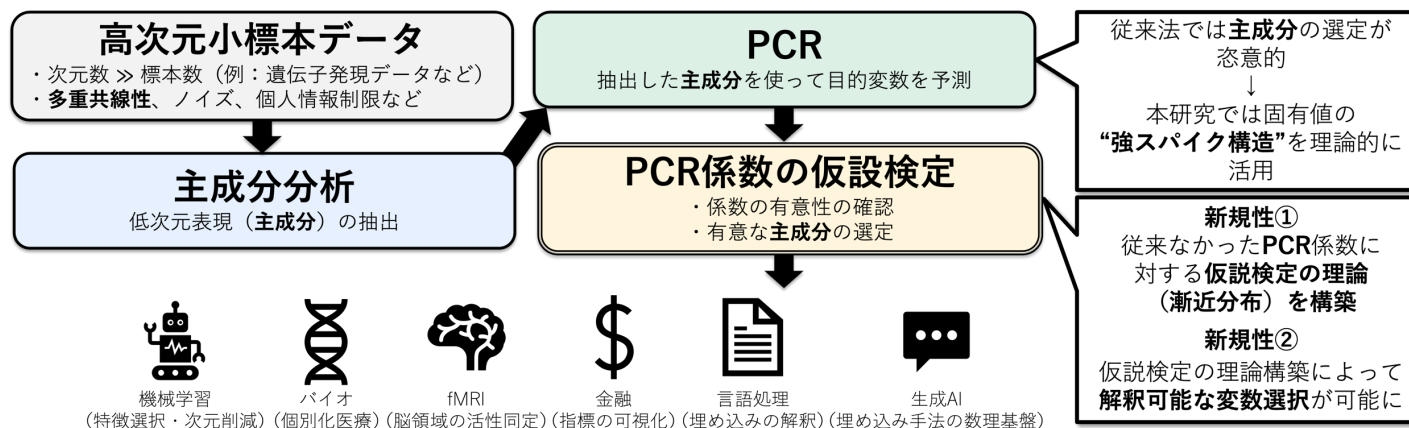 高次元小標本データ
・次元数 ≫ 標本数（例：遺伝子発現データなど）
・多重共線性、ノイズ、個人情報制限など
主成分分析
低次元表現（主成分）の抽出
PCR
抽出した主成分を使って目的変数を予測
PCR係数の仮設検定
・係数の有意性の確認
・有意な主成分の選定
従来法では主成分の選定が
恣意的
↓
本研究では固有値の
“強スパイク構造”を理論的に
活用
新規性①
従来なかったPCR係数に
対する仮説検定の理論
（漸近分布）を構築
新規性②
仮説検定の理論構築によって
解釈可能な変数選択が可能に
機械学習
(特徴選択・次元削減)
バイオ
(個別化医療)
fMRI
(脳領域の活性同定)
金融
(指標の可視化)
言語処理
(埋め込みの解釈)
生成AI
(埋め込み手法の数理基盤)